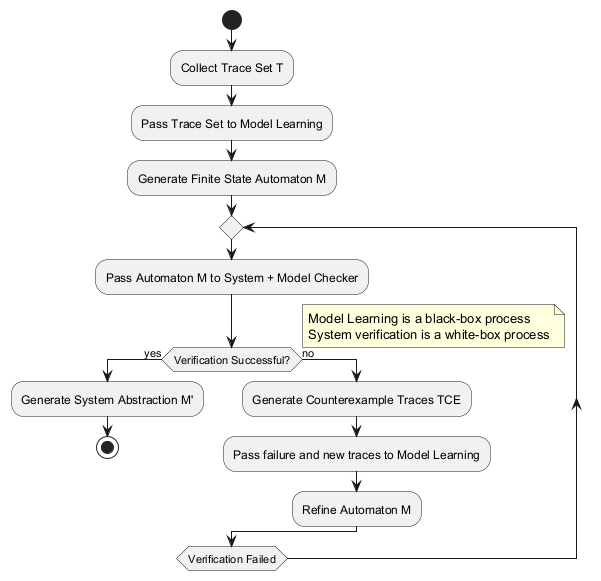 Collect Trace Set T
Pass Trace Set to Model Learning
Generate Finite State Automaton M
Pass Automaton M to System + Model Checker
Model Learning is a black-box process
System verification is a white-box process
yes
Verification Successful?
no
Generate System Abstraction M'
Generate Counterexample Traces TCE
Pass failure and new traces to Model Learning
Refine Automaton M
Verification Failed